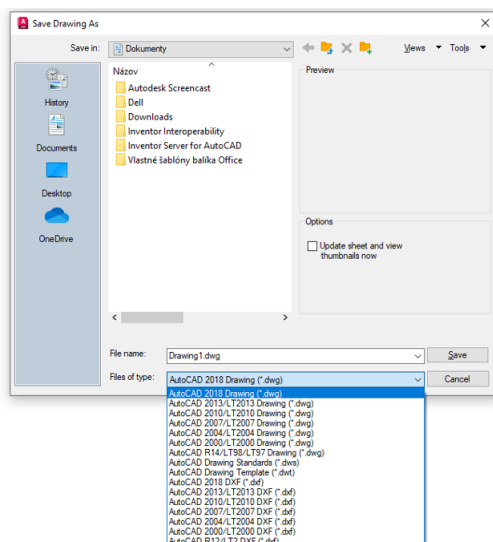 Save Drawing As
Save in:
Dokumenty
Views
Tools
History
Documents
Desktop
OneDrive
Názov
Autodesk Screencast
Dell
Downloads
Inventor Interoperability
Inventor Server for AutoCAD
Vlastné šablóny balíka Office
Preview
Options
Update sheet and view
thumbnails now
File name:
Drawing1.dwg
Save
Files of type:
AutoCAD 2018 Drawing (*.dwg)
Cancel
AutoCAD 2018 Drawing (*.dwg)
AutoCAD 2013/LT2013 Drawing (*.dwg)
AutoCAD 2010/LT2010 Drawing (*.dwg)
AutoCAD 2007/LT2007 Drawing (*.dwg)
AutoCAD 2004/LT2004 Drawing (*.dwg)
AutoCAD 2000/LT2000 Drawing (*.dwg)
AutoCAD R14/LT98/LT97 Drawing (*.dwg)
AutoCAD Drawing Standards (*.dws)
AutoCAD Drawing Template (*.dwt)
AutoCAD 2018 DXF (*.dxf)
AutoCAD 2013/LT2013 DXF (*.dxf)
AutoCAD 2010/LT2010 DXF (*.dxf)
AutoCAD 2007/LT2007 DXF (*.dxf)
AutoCAD 2004/LT2004 DXF (*.dxf)
AutoCAD 2000/LT2000 DXF (*.dxf)
AutoCAD R12/LT2 DXF (*.dxf)